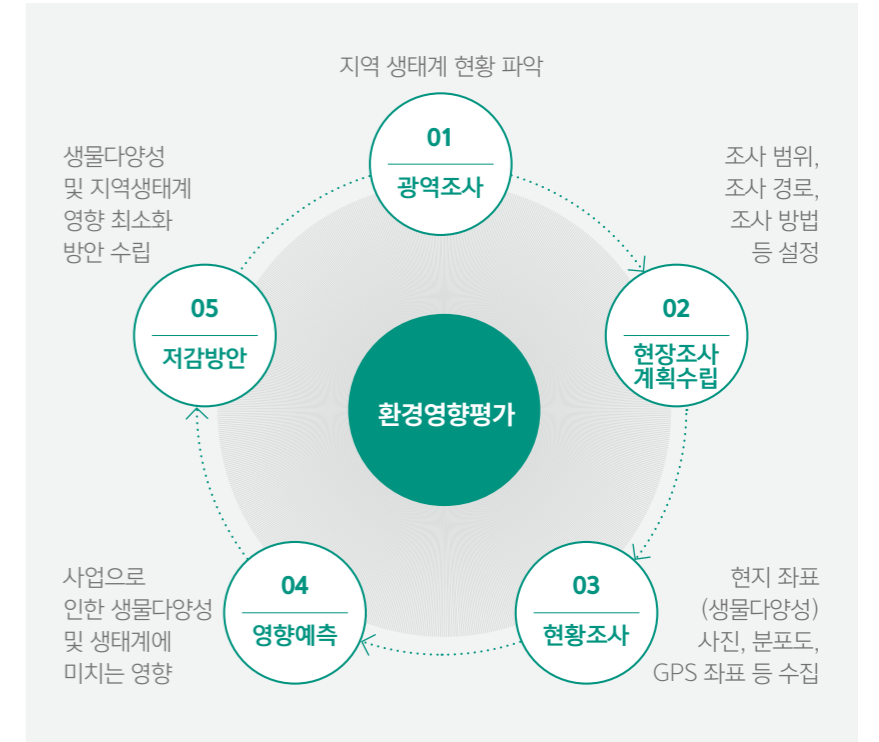 지역 생태계 현황 파악
01
광역조사
조사 범위,
조사 경로,
조사 방법
등 설정
02
현장조사
계획수립
현지 좌표
(생물다양성)
사진, 분포도,
GPS 좌표 등 수집
03
현황조사
04
영향예측
사업으로
인한 생물다양성
및 생태계에
미치는 영향
05
저감방안
생물다양성
및 지역생태계
영향 최소화
방안 수립
환경영향평가